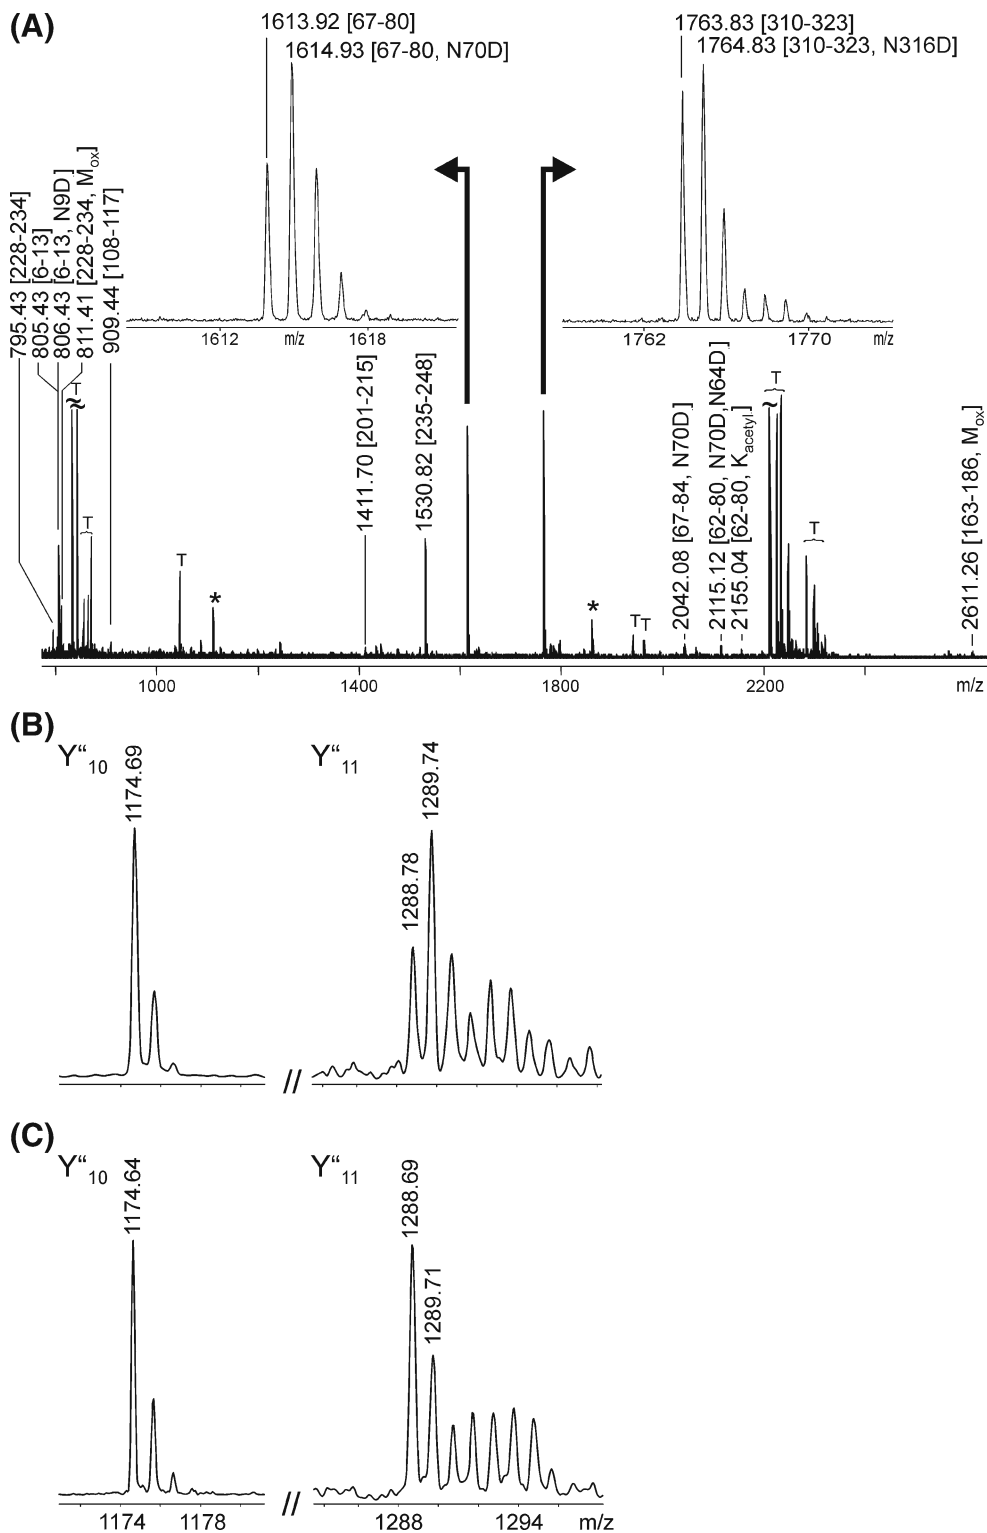 (A)
1613.92 [67-80]
1614.93 [67-80, N70D]
1763.83 [310-323]
1764.83 [310-323, N316D]
795.43 [228-234]
805.43 [6-13]
806.43 [6-13, N9D]
811.41 [228-234, Mox]
909.44 [108-117]
1612 m/z 1618
1762 1770 m/z
T
≈
T
T
*
1411.70 [201-215]
1530.82 [235-248]
*
T T
2042.08 [67-84, N70D]
2115.12 [62-80, N70D,N64D]
2155.04 [62-80, Kacetyl]
T
~
T
2611.26 [163-186, Mox]
1000 1400 1800 2200 m/z
(B)
Y“10
1174.69
Y“11
1288.78
1289.74
//
(C)
Y“10
1174.64
Y“11
1288.69
1289.71
//
1174 1178 1288 1294 m/z